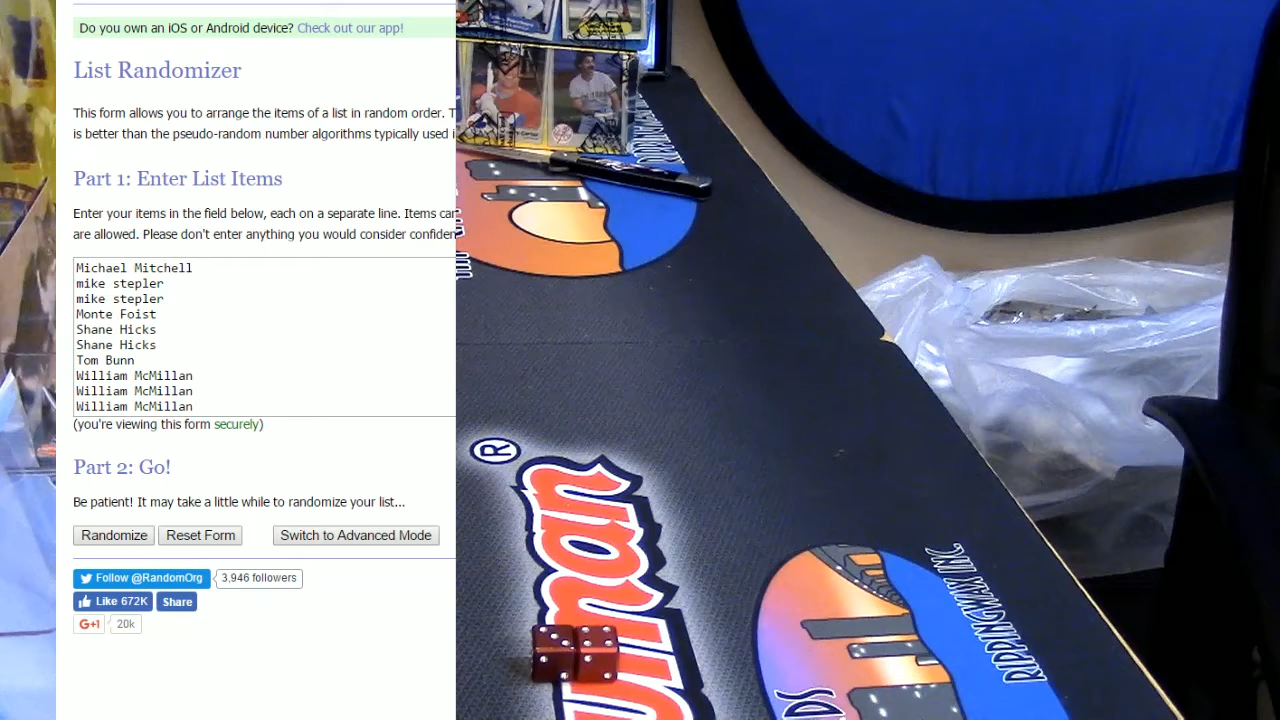 Do you own an iOS or Android device? Check out our app!
List Randomizer
This form allows you to arrange the items of a list in random order.
is better than the pseudo-random number algorithms typically used
Part 1: Enter List Items
Enter your items in the field below, each on a separate line. Items can
are allowed. Please don't enter anything you would consider
Michael Mitchell
mike stepler
mike stepler
Monte Foist
Shane Hicks
Shane Hicks
Tom Bunn
William McMillan
William McMillan
William McMillan
(you're viewing this form securely)
Part 2: Go!
Be patient! It may take a little while to randomize your list...
Randomize
Reset Form
Switch to Advanced Mode
Follow @RandomOrg
3,946 followers
Like 672K
Share
G+1
20k
®
RIPPINGWAX INC.